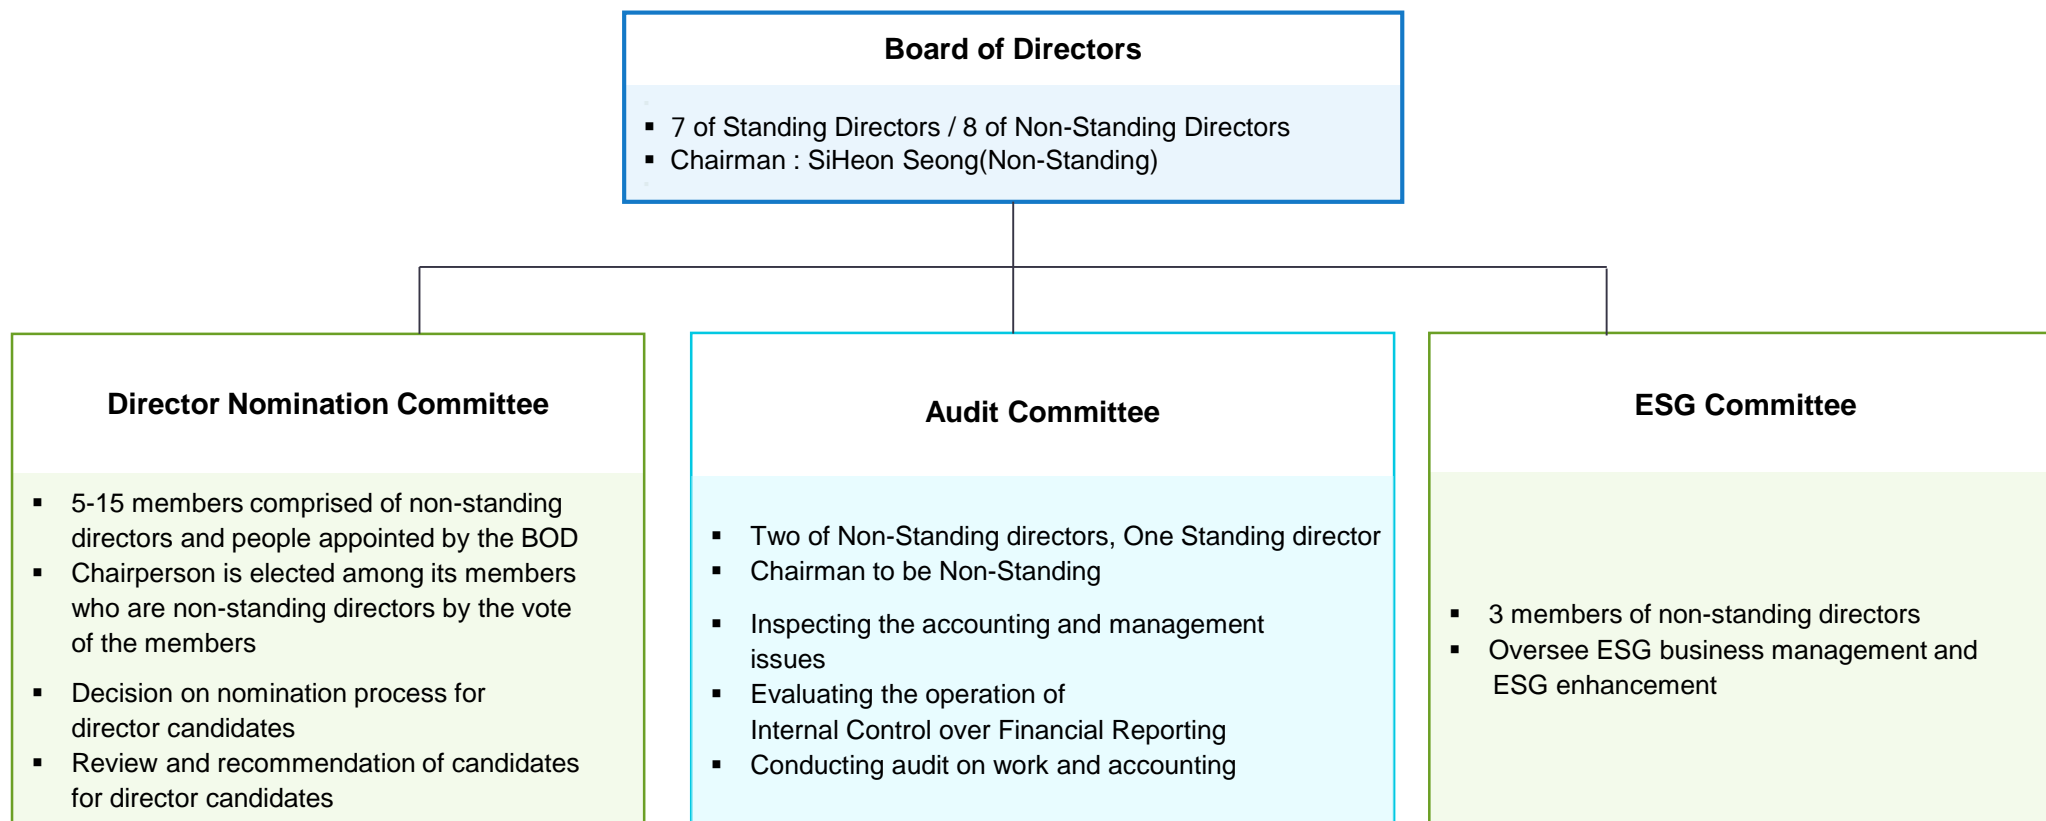 Board of Directors
▪ 7 of Standing Directors / 8 of Non-Standing Directors
▪ Chairman : SiHeon Seong(Non-Standing)
Director Nomination Committee
▪ 5-15 members comprised of non-standing
directors and people appointed by the BOD
▪ Chairperson is elected among its members
who are non-standing directors by the vote
of the members
▪ Decision on nomination process for
director candidates
▪ Review and recommendation of candidates
for director candidates
Audit Committee
▪ Two of Non-Standing directors, One Standing director
▪ Chairman to be Non-Standing
▪ Inspecting the accounting and management
issues
▪ Evaluating the operation of
Internal Control over Financial Reporting
▪ Conducting audit on work and accounting
ESG Committee
▪ 3 members of non-standing directors
▪ Oversee ESG business management and
ESG enhancement